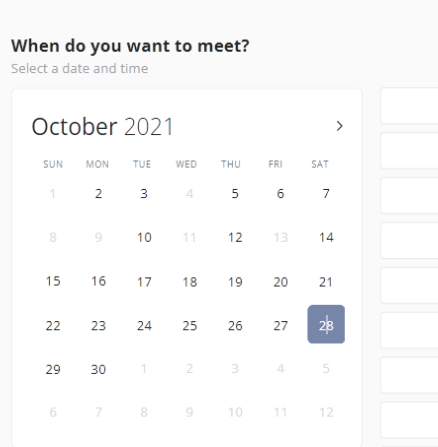 When do you want to meet?
Select a date and time
October 2021
SUN MON TUE WED THU FRI SAT
1 2 3 4 5 6 7
8 9 10 11 12 13 14
15 16 17 18 19 20 21
22 23 24 25 26 27 28
29 30 1 2 3 4 5
6 7 8 9 10 11 12